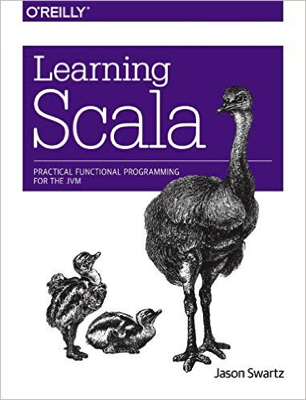 O'REILLY®
Learning
Scala
PRACTICAL FUNCTIONAL PROGRAMMING
FOR THE JVM
Jason Swartz